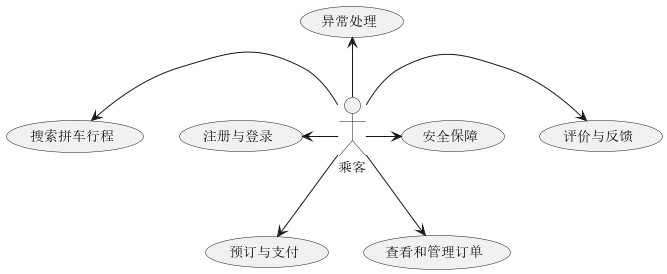 异常处理
搜索拼车行程
注册与登录
安全保障
评价与反馈
乘客
预订与支付
查看和管理订单